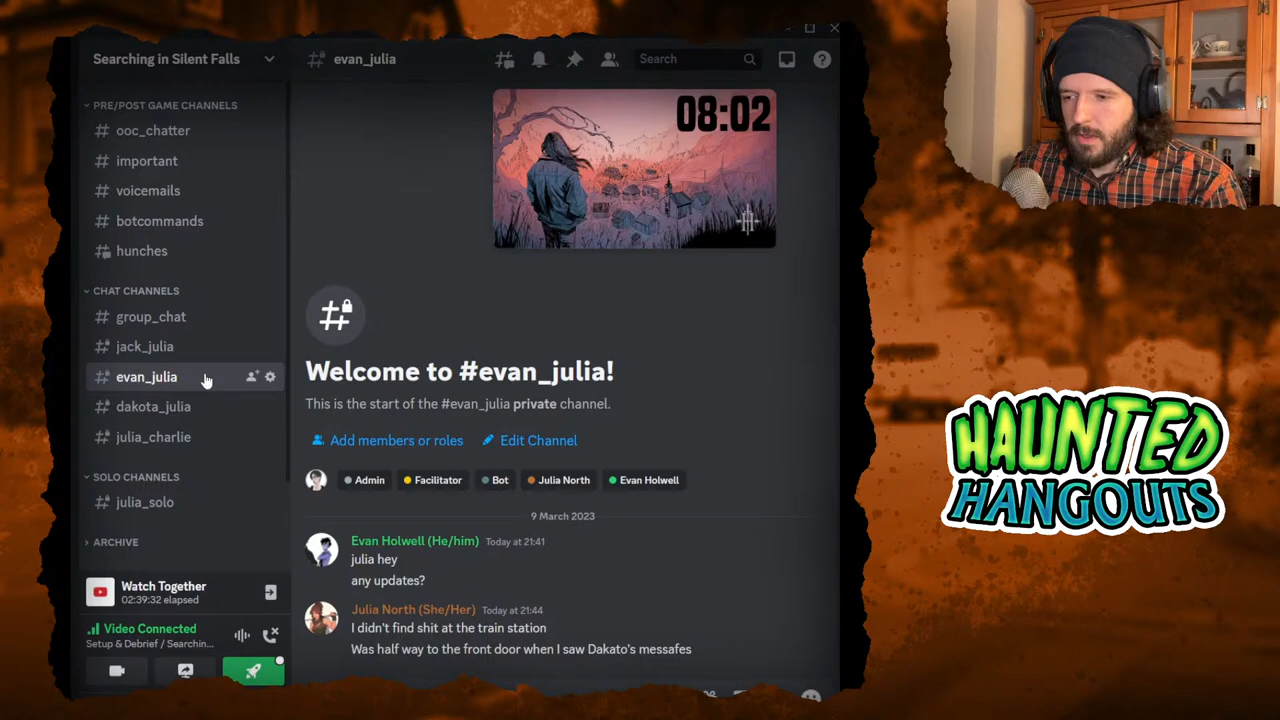 Searching in Silent Falls
evan_julia
Search
PRE/POST GAME CHANNELS
ooc_chatter
important
voicemails
botcommands
hunches
CHAT CHANNELS
group_chat
jack_julia
evan_julia
dakota_julia
julia_charlie
SOLO CHANNELS
julia_solo
ARCHIVE
Watch Together
02:39:32 elapsed
Video Connected
Setup & Debrief / Searchin...
08:02
Welcome to #evan_julia!
This is the start of the #evan_julia private channel.
Add members or roles Edit Channel
Admin Facilitator Bot Julia North Evan Holwell
9 March 2023
Evan Holwell (He/him) Today at 21:41
julia hey
any updates?
Julia North (She/Her) Today at 21:44
I didn't find shit at the train station
Was half way to the front door when I saw Dakato's messafes
HAUNTED
HANGOUTS